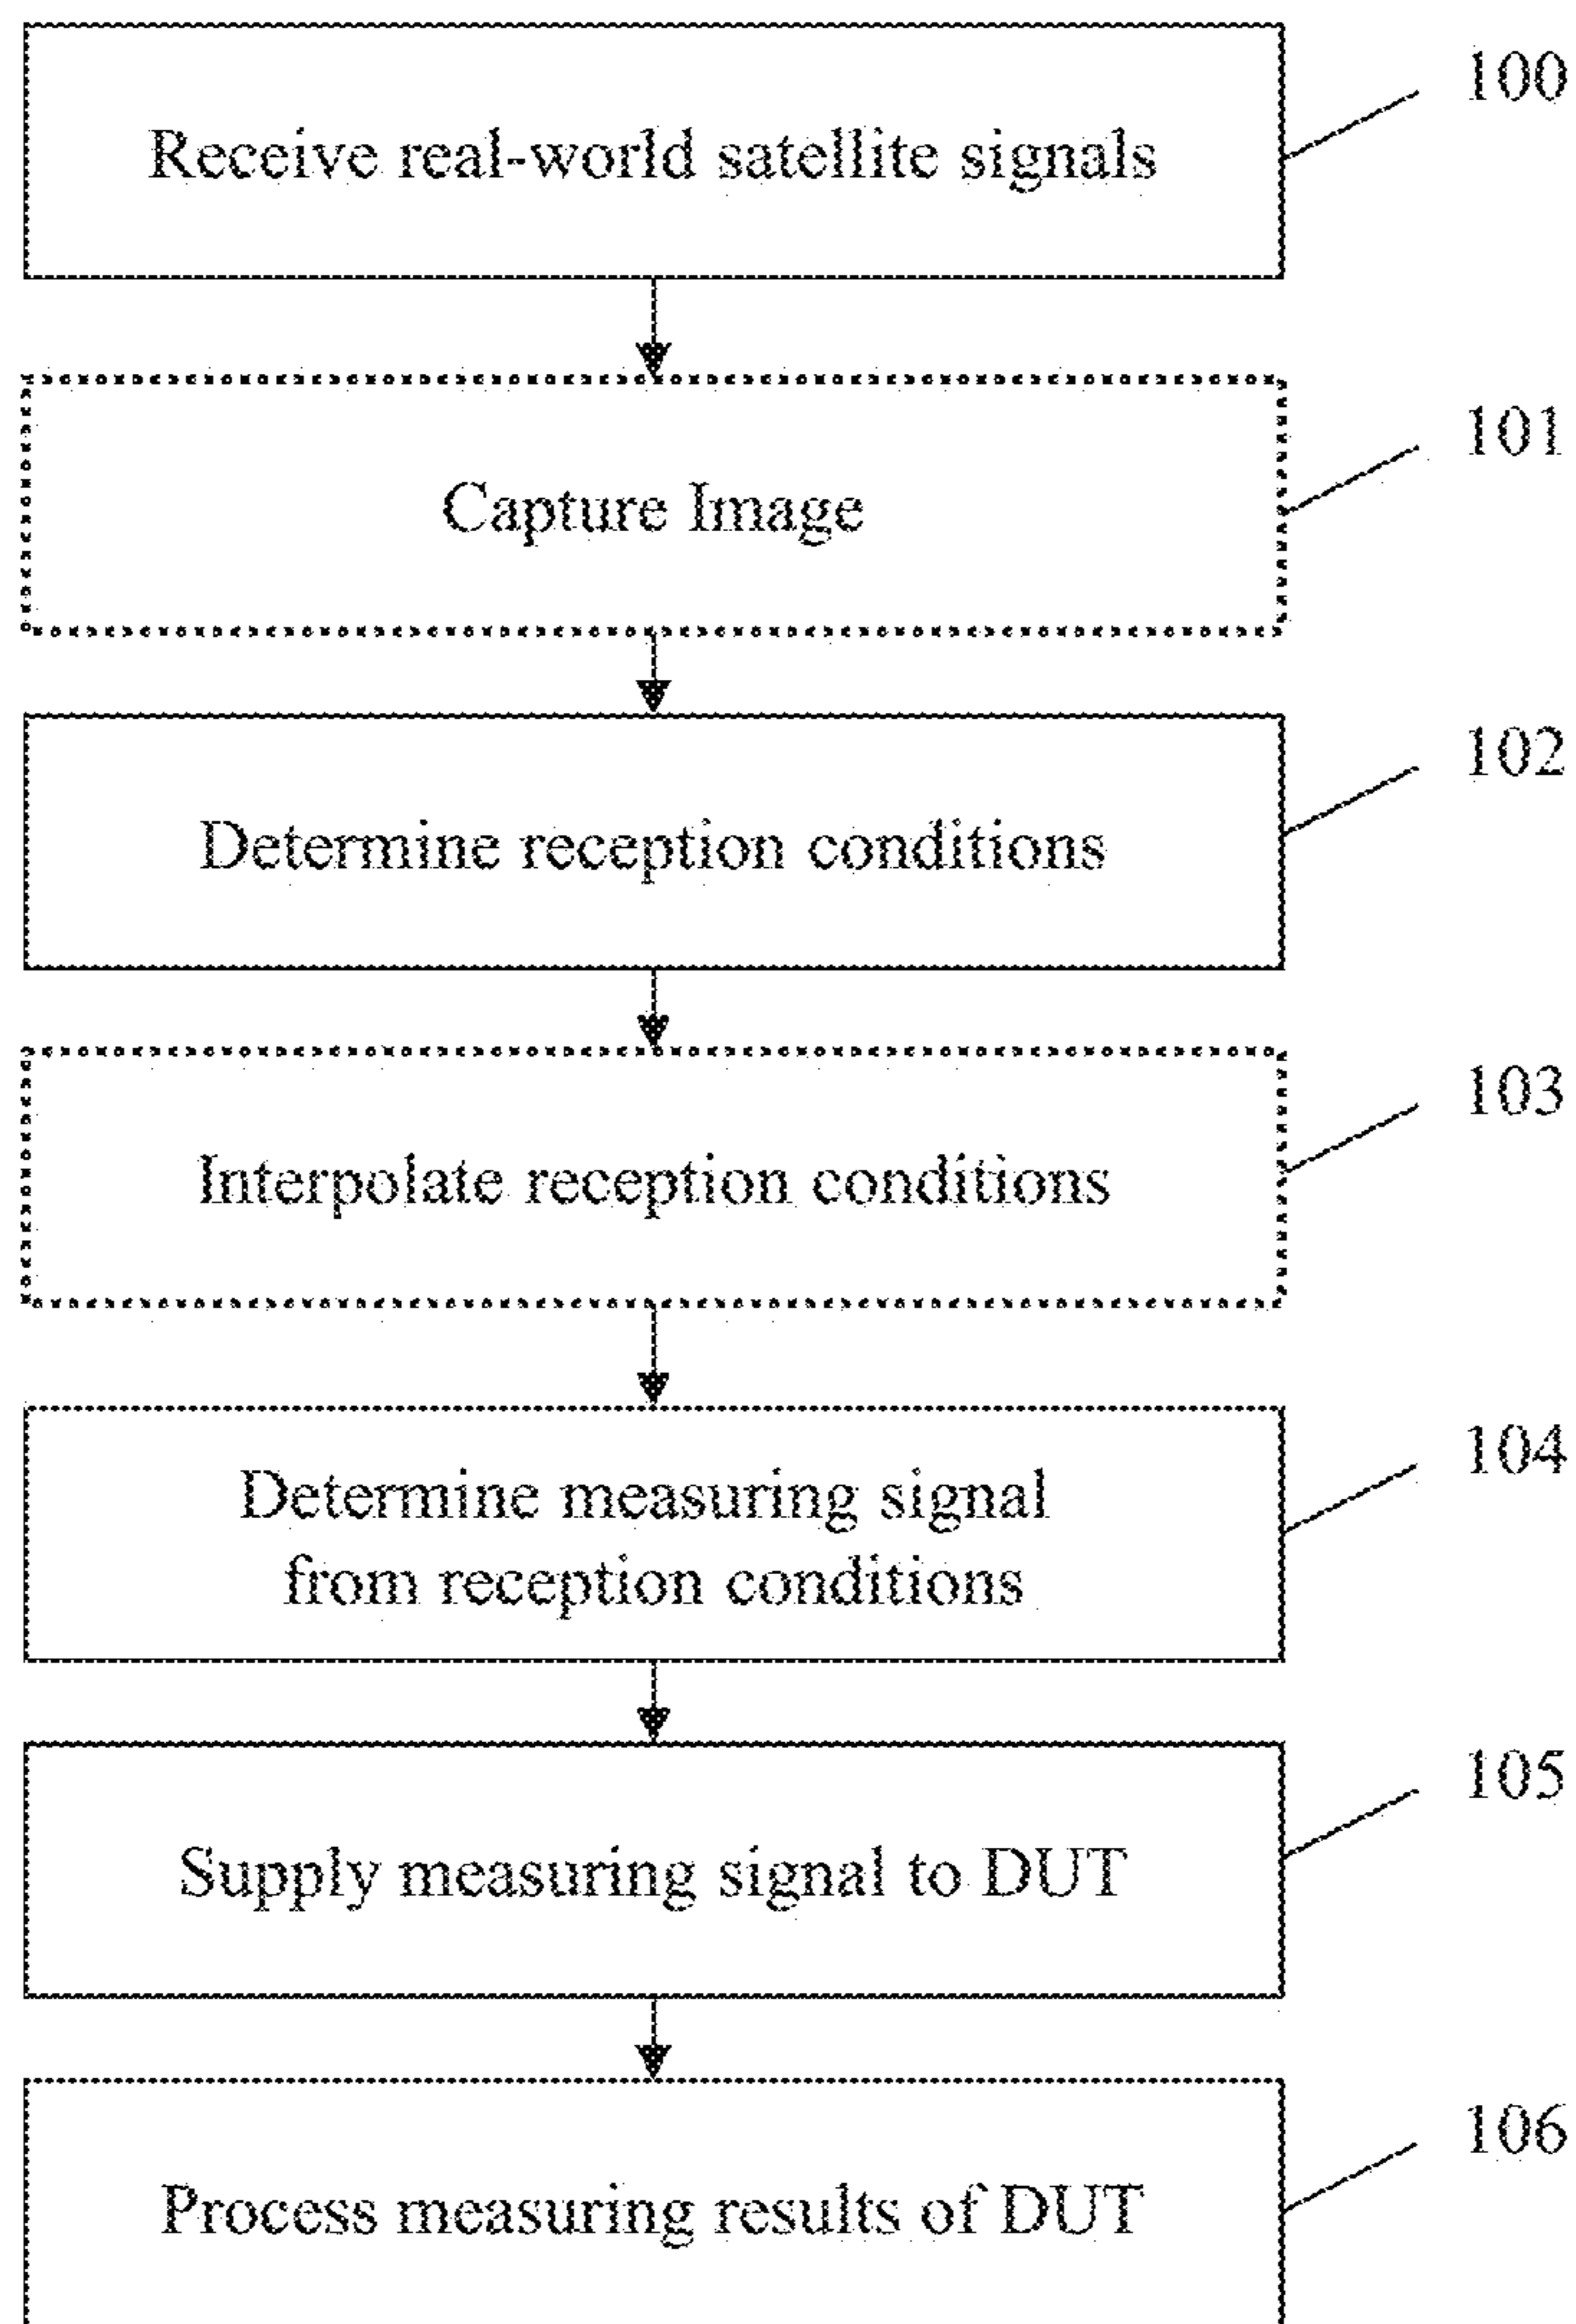 Receive real-world satellite signals
100
Capture Image
101
Determine reception conditions
102
Interpolate reception conditions
103
Determine measuring signal
from reception conditions
104
Supply measuring signal to DUT
105
Process measuring results of DUT
106